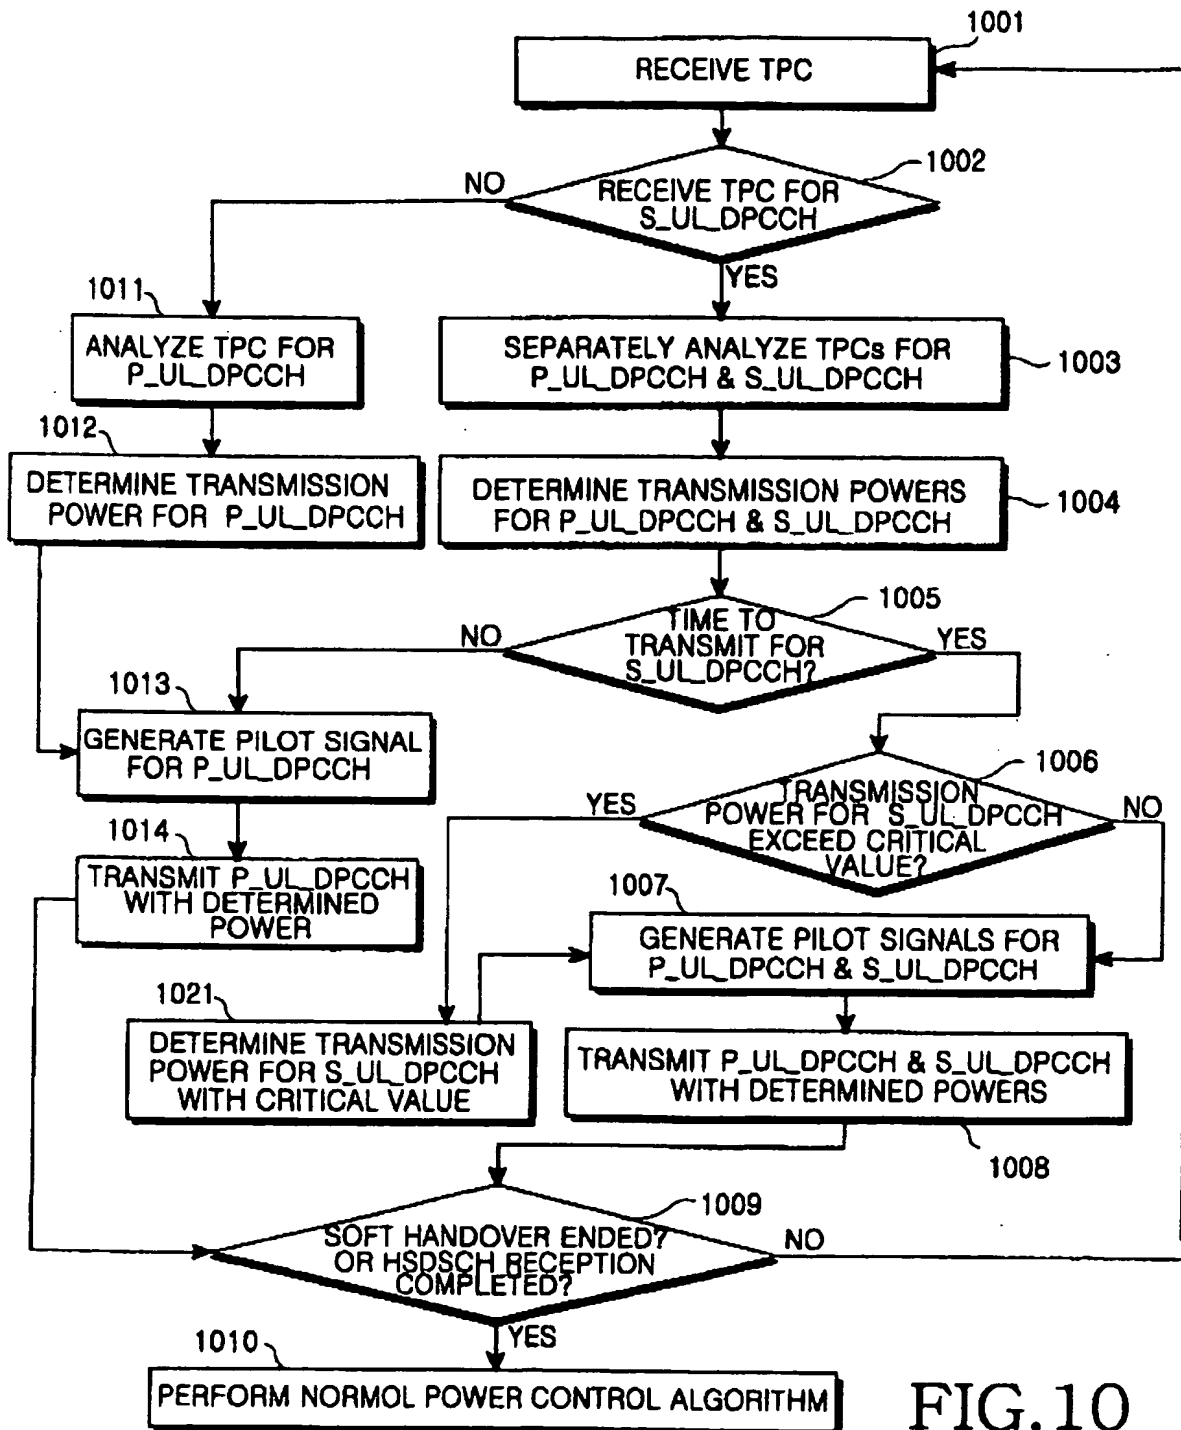 1001
RECEIVE TPC
1002
NO
RECEIVE TPC FOR
S_UL_DPCCH
YES
1011
ANALYZE TPC FOR
P_UL_DPCCH
SEPARATELY ANALYZE TPCs FOR
P_UL_DPCCH & S_UL_DPCCH
1003
1012
DETERMINE TRANSMISSION
POWER FOR P_UL_DPCCH
DETERMINE TRANSMISSION POWERS
FOR P_UL_DPCCH & S_UL_DPCCH
1004
1005
NO
TIME TO
TRANSMIT FOR
S_UL_DPCCH?
YES
1013
GENERATE PILOT SIGNAL
FOR P_UL_DPCCH
1006
YES
TRANSMISSION
POWER FOR S_UL_DPCCH
EXCEED CRITICAL
VALUE?
NO
1014
TRANSMIT P_UL_DPCCH
WITH DETERMINED
POWER
1007
GENERATE PILOT SIGNALS FOR
P_UL_DPCCH & S_UL_DPCCH
1021
DETERMINE TRANSMISSION
POWER FOR S_UL_DPCCH
WITH CRITICAL VALUE
TRANSMIT P_UL_DPCCH & S_UL_DPCCH
WITH DETERMINED POWERS
1008
1009
SOFT HANDOVER ENDED?
OR HSDSCH RECEPTION
COMPLETED?
NO
YES
1010
PERFORM NORMOL POWER CONTROL ALGORITHM
FIG.10